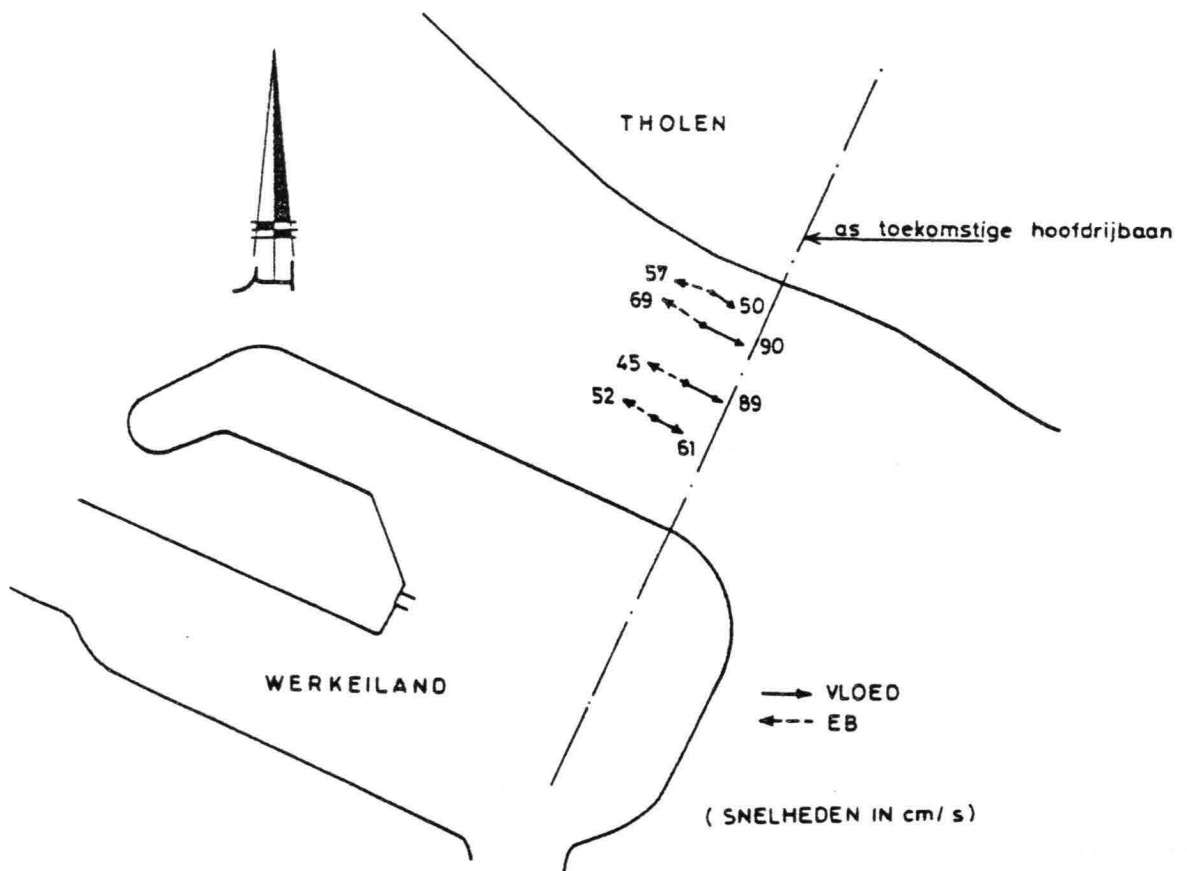 THOLEN
as toekomstige hoofdrijbaan
57
50
69
90
45
89
52
61
WERKEILAND
VLOED
EB
( SNELHEDEN IN cm/s)